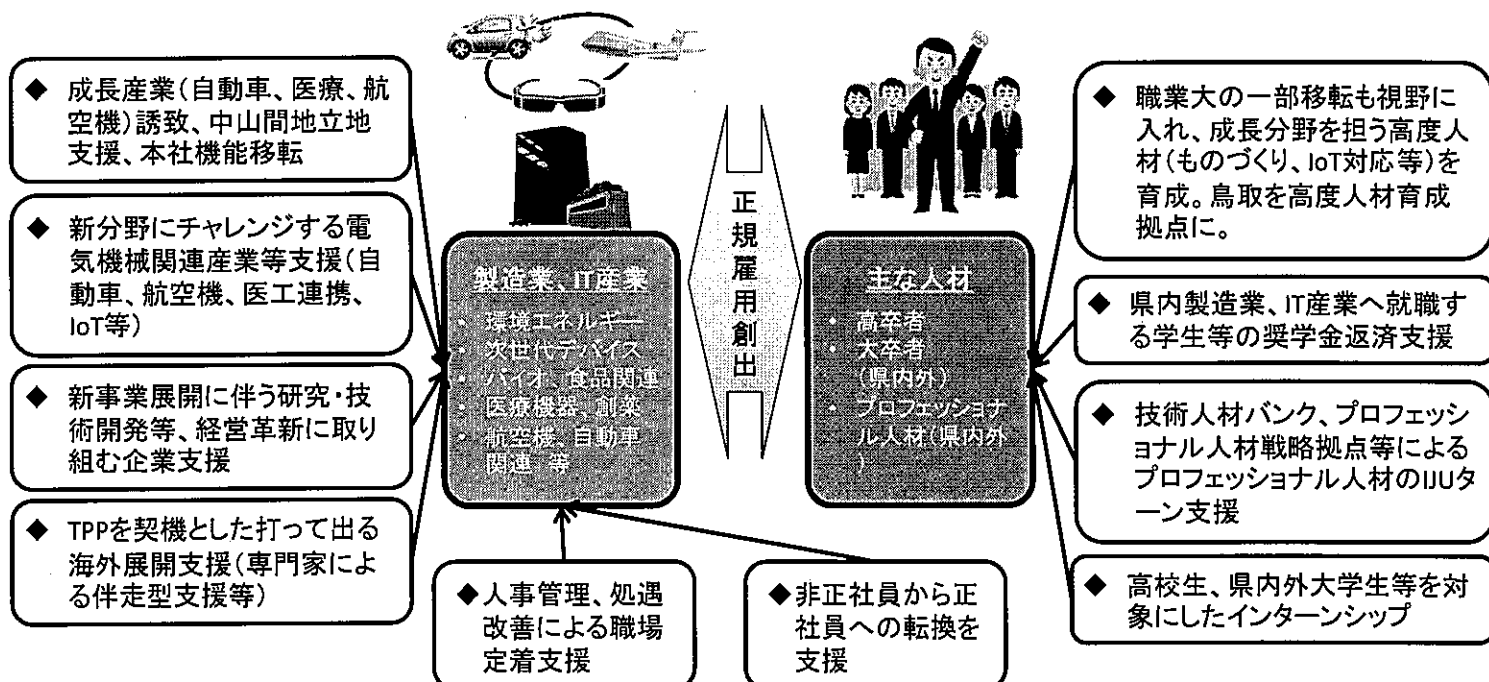 ◆ 成長産業(自動車、医療、航
空機)誘致、中山間地立地
支援、本社機能移転
◆ 新分野にチャレンジする電
気機械関連産業等支援(自
動車、航空機、医工連携、
IoT等)
◆ 新事業展開に伴う研究・技
術開発等、経営革新に取り
組む企業支援
◆ TPPを契機とした打って出る
海外展開支援(専門家によ
る伴走型支援等)
製造業、IT産業
・ 環境エネルギー
・ 次世代デバイス
・ バイオ、食品関連
・ 医療機器、創薬
・ 航空機、自動車
関連 等
正規雇用創出
主な人材
・ 高卒者
・ 大卒者
(県内外)
・ プロフェッショナ
ル人材(県内外
)
◆ 職業大の一部移転も視野に
入れ、成長分野を担う高度人
材(ものづくり、IoT対応等)を
育成。鳥取を高度人材育成
拠点に。
◆ 県内製造業、IT産業へ就職す
る学生等の奨学金返済支援
◆ 技術人材バンク、プロフェッシ
ョナル人材戦略拠点等による
プロフェッショナル人材のIJUタ
ーン支援
◆ 高校生、県内外大学生等を対
象にしたインターンシップ
◆人事管理、処遇
改善による職場
定着支援
◆非正社員から正
社員への転換を
支援